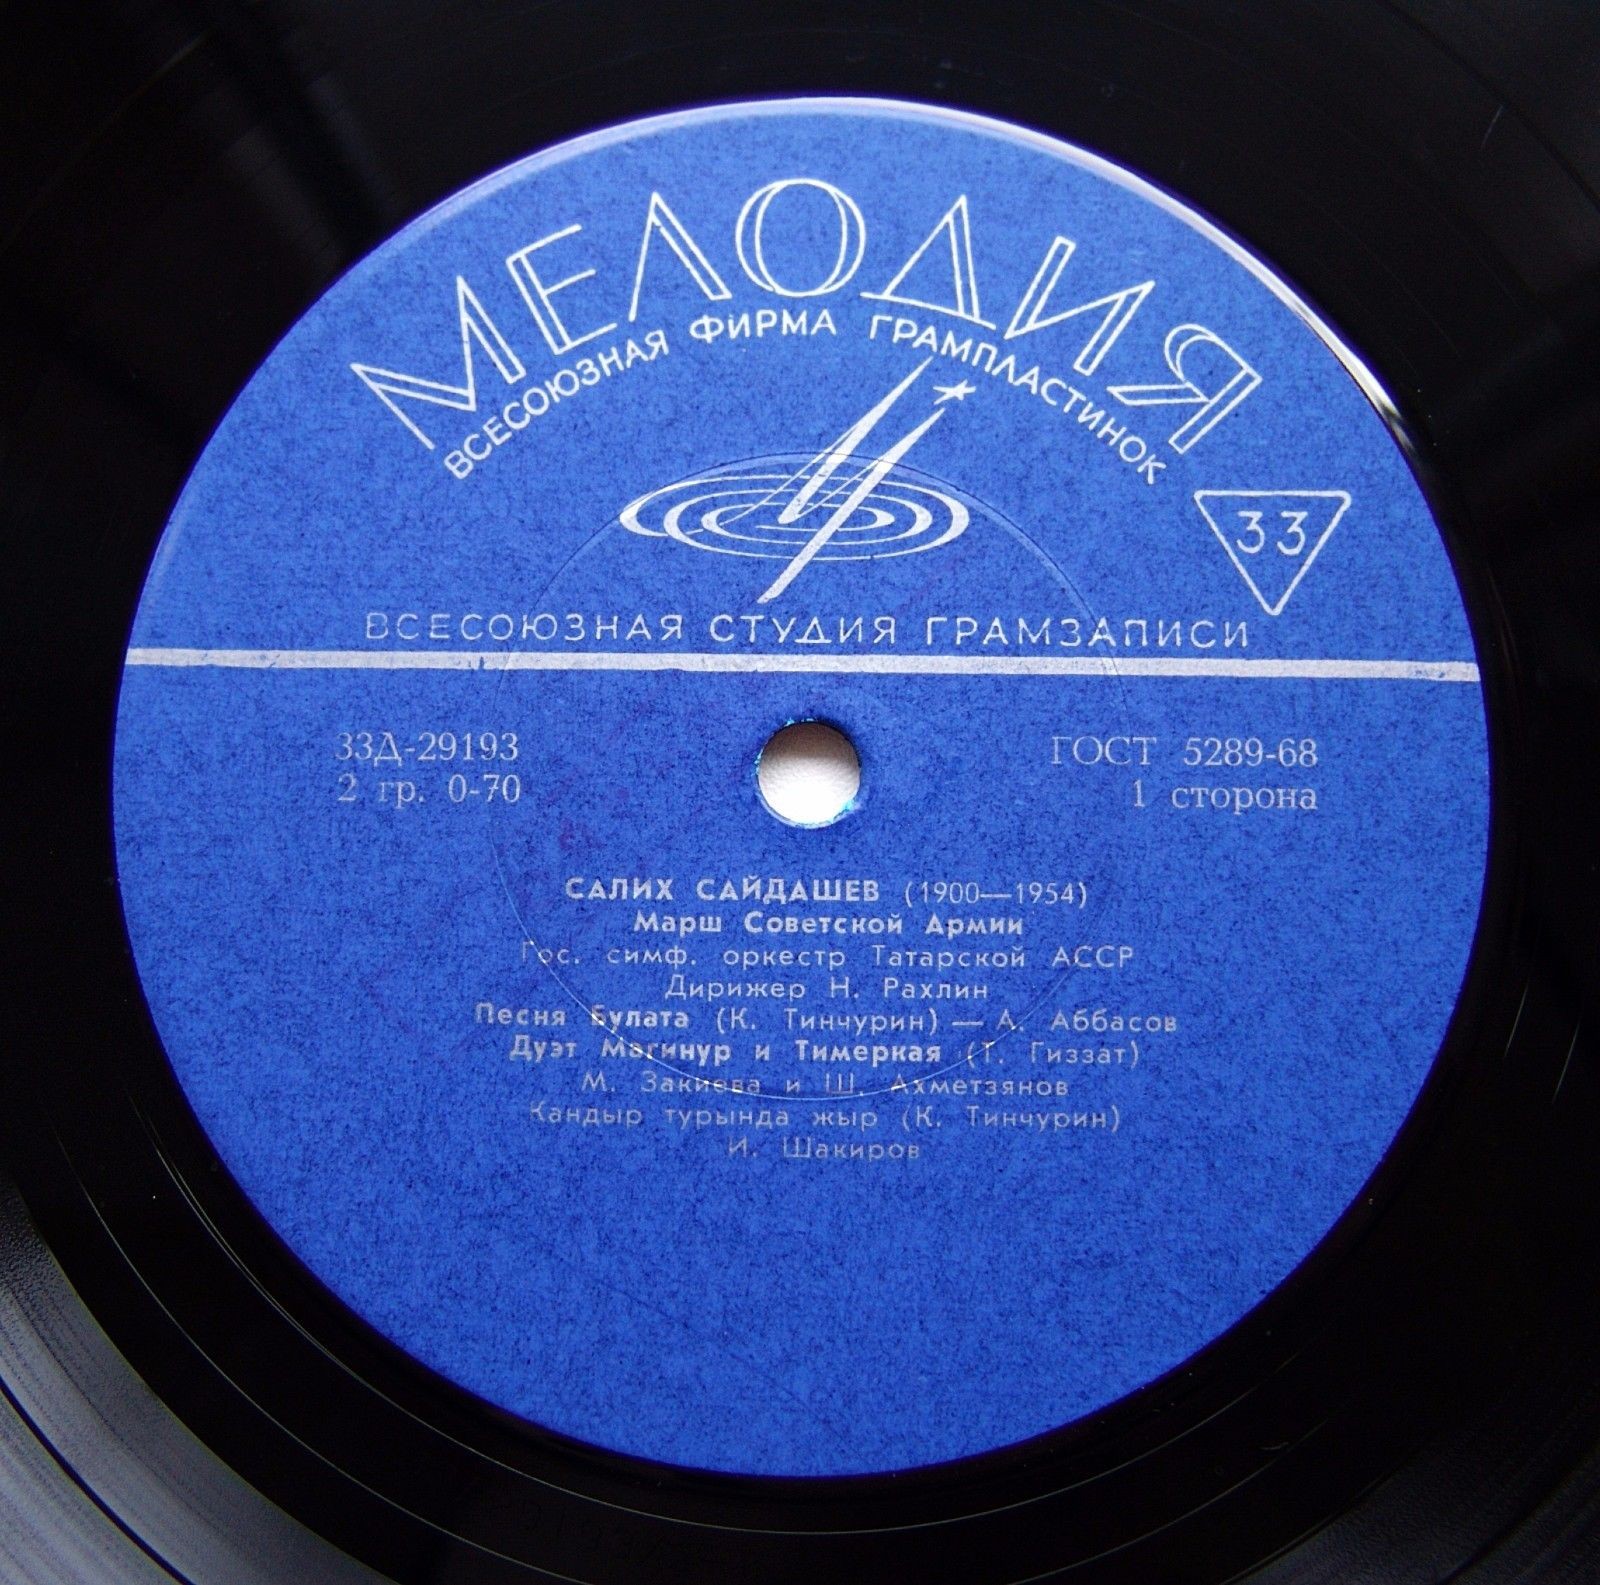 МЕЛОДИЯ
ВСЕСОЮЗНАЯ ФИРМА ГРАМПЛАСТИНОК
33
ВСЕСОЮЗНАЯ СТУДИЯ ГРАМЗАПИСИ
33Д-29193
2 гр. 0-70
ГОСТ 5289-68
1 сторона
САЛИХ САЙДАШЕВ (1900—1954)
Марш Советской Армии
Гос. симф. оркестр Татарской АССР
Дирижер Н. Рахлин
Песня Булата (К. Тинчурин) — А. Аббасов
Дуэт Магинур и Тимеркая (Т. Гиззат)
М. Закиева и Ш. Ахметзянов
Кандыр турында жыр (К. Тинчурин)
И. Шакиров